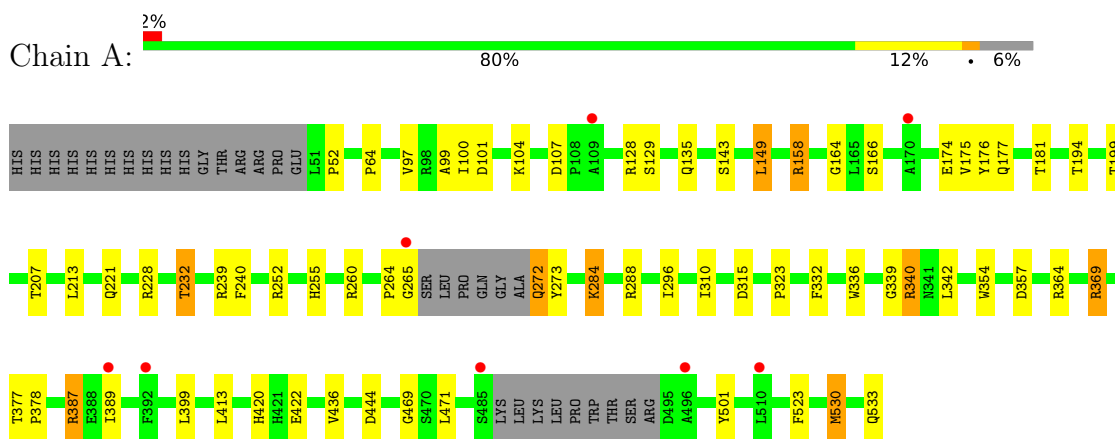 2%
Chain A:
80% 12% • 6%
HIS HIS HIS HIS HIS HIS HIS HIS HIS HIS HIS GLY THR ARG ARG PRO GLU L51 P52 P64 V97 R98 A99 I100 D101 K104 D107 P108 A109 R128 S129 Q135 S143 L149 R158 G164 L165 S166 A170 E174 V175 Y176 Q177 T181 T194
T207 L213 Q221 R228 T232 R239 F240 R252 H255 R260 P264 G265 SER LEU PRO GLN GLY ALA Q272 Y273 K284 R288 I296 I310 D315 P323 F332 W336 G339 R340 N341 L342 W354 D357 R364 R369
T377 P378 R387 E388 I389 F392 L399 L413 H420 H421 E422 V436 D444 G469 S470 L471 S485 LYS LEU LYS LEU PRO TRP THR SER ARG D495 A496 Y501 L510 F523 M530 Q533